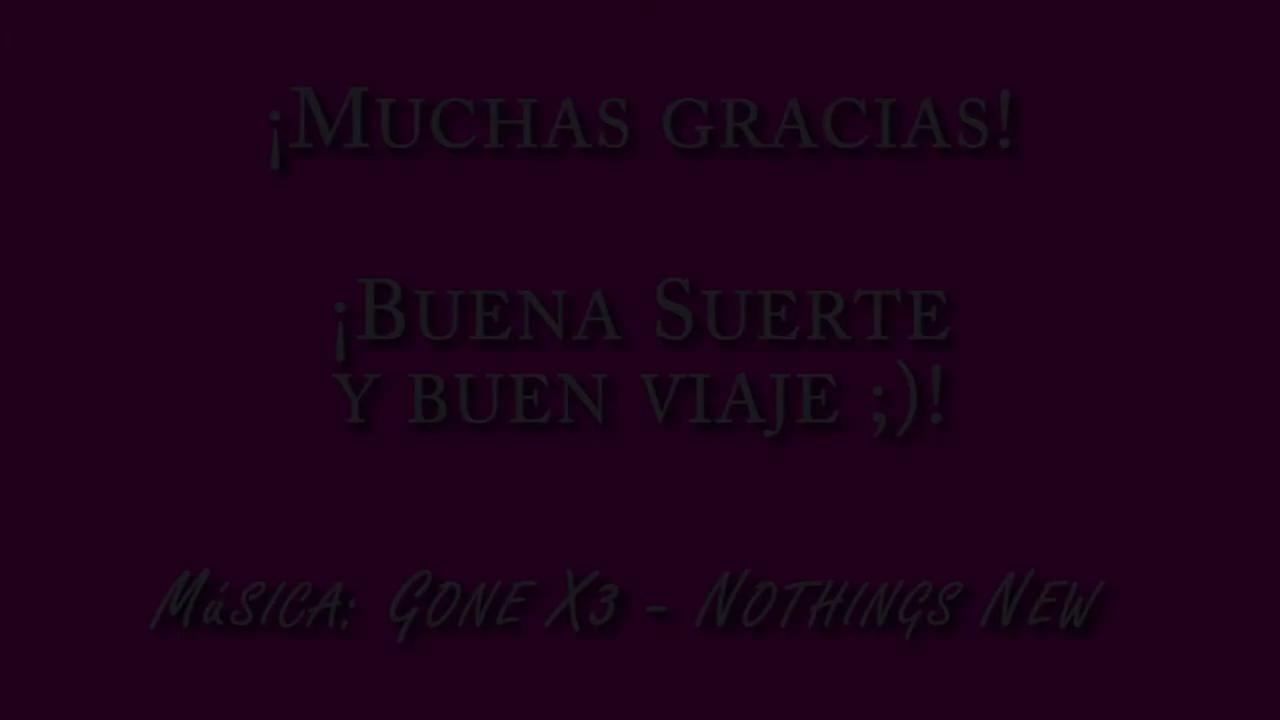 ¡Muchas gracias!
¡Buena Suerte
y buen viaje ;)!
Música: Gone X3 - Nothings New